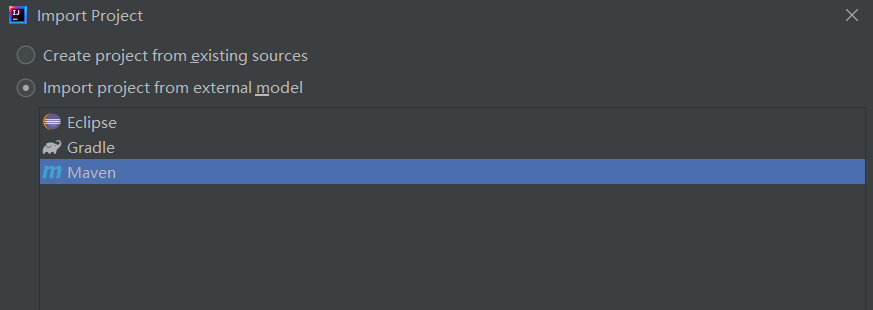 Import Project
Create project from existing sources
Import project from external model
Eclipse
Gradle
Maven